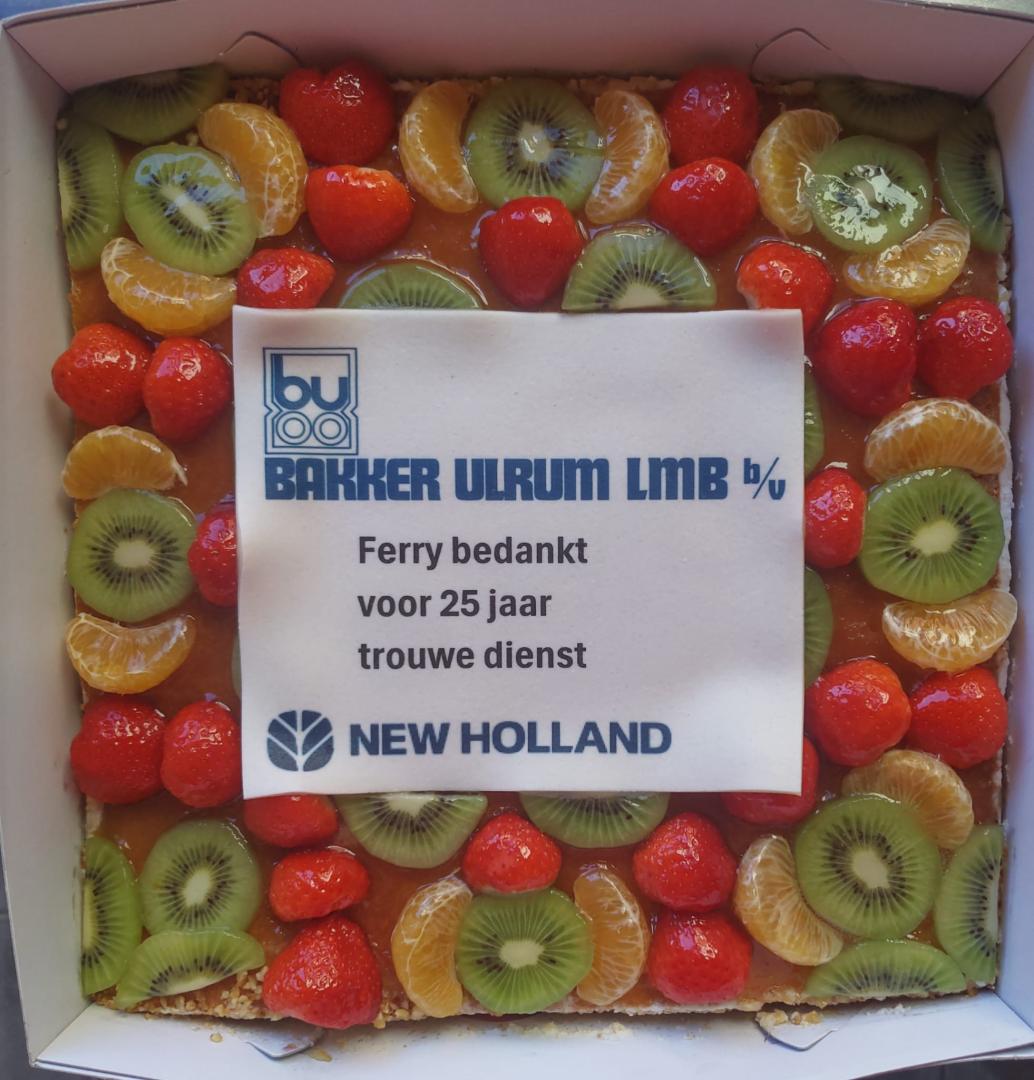 bu
BAKKER ULRUM LMB b/v
Ferry bedankt
voor 25 jaar
trouwe dienst
NEW HOLLAND